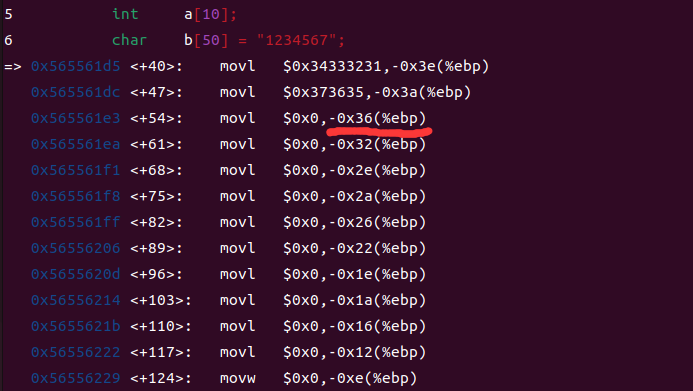 5 int a[10];
6 char b[50] = "1234567";
=> 0x565561d5 <+40>: movl $0x34333231,-0x3e(%ebp)
0x565561dc <+47>: movl $0x373635,-0x3a(%ebp)
0x565561e3 <+54>: movl $0x0,-0x36(%ebp)
0x565561ea <+61>: movl $0x0,-0x32(%ebp)
0x565561f1 <+68>: movl $0x0,-0x2e(%ebp)
0x565561f8 <+75>: movl $0x0,-0x2a(%ebp)
0x565561ff <+82>: movl $0x0,-0x26(%ebp)
0x56556206 <+89>: movl $0x0,-0x22(%ebp)
0x5655620d <+96>: movl $0x0,-0x1e(%ebp)
0x56556214 <+103>: movl $0x0,-0x1a(%ebp)
0x5655621b <+110>: movl $0x0,-0x16(%ebp)
0x56556222 <+117>: movl $0x0,-0x12(%ebp)
0x56556229 <+124>: movw $0x0,-0xe(%ebp)